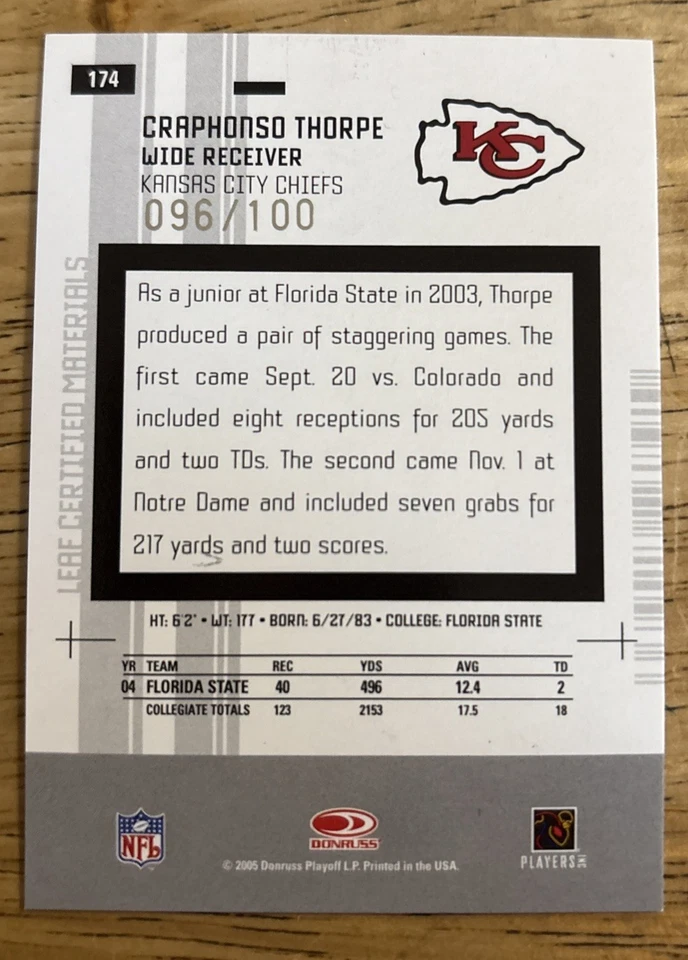 174
CRAPHONSO THORPE
WIDE RECEIVER
KANSAS CITY CHIEFS
096/100
KC
LEAF CERTIFIED MATERIALS
As a junior at Florida State in 2003, Thorpe
produced a pair of staggering games. The
first came Sept. 20 vs. Colorado and
included eight receptions for 205 yards
and two TDs. The second came Nov. 1 at
Notre Dame and included seven grabs for
217 yards and two scores.
HT: 6'2" • WT: 177 • BORN: 6/27/83 • COLLEGE: FLORIDA STATE
YR TEAM REC YDS AVG TD
04 FLORIDA STATE 40 496 12.4 2
COLLEGIATE TOTALS 123 2153 17.5 18
NFL
DONRUSS
PLAYERS INC
© 2005 Donruss Playoff L.P. Printed in the USA.